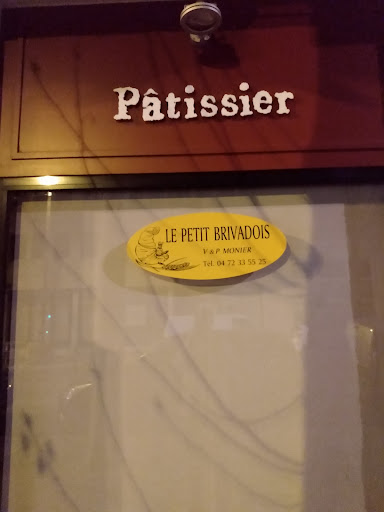 Pâtissier
LE PETIT BRIVADOIS
V & P MONIER
Tél. 04 72 33 55 25